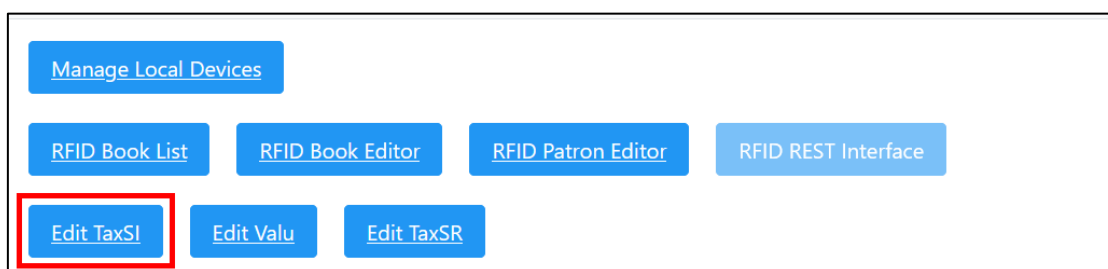 Manage Local Devices
RFID Book List RFID Book Editor RFID Patron Editor RFID REST Interface
Edit TaxSI Edit Valu Edit TaxSR